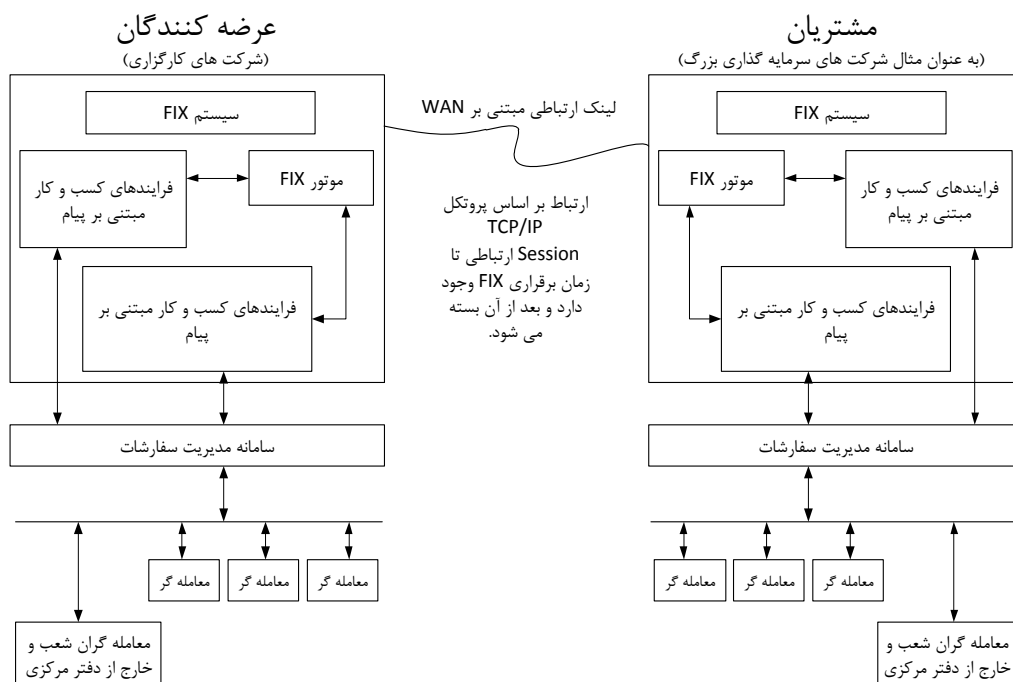 مشتریان
(به عنوان مثال شرکت های سرمایه گذاری بزرگ)
سیستم FIX
موتور FIX
فرایندهای کسب و کار
مبتنی بر پیام
فرایندهای کسب و کار مبتنی بر
پیام
سامانه مدیریت سفارشات
معامله گر
معامله گر
معامله گر
معامله گران شعب و
خارج از دفتر مرکزی
لینک ارتباطی مبتنی بر WAN
ارتباط بر اساس پروتکل
TCP/IP
Session ارتباطی تا
زمان برقراری FIX وجود
دارد و بعد از آن بسته
می شود.
عرضه کنندگان
(شرکت های کارگزاری)
سیستم FIX
موتور FIX
فرایندهای کسب و کار
مبتنی بر پیام
فرایندهای کسب و کار مبتنی بر
پیام
سامانه مدیریت سفارشات
معامله گر
معامله گر
معامله گر
معامله گران شعب و
خارج از دفتر مرکزی